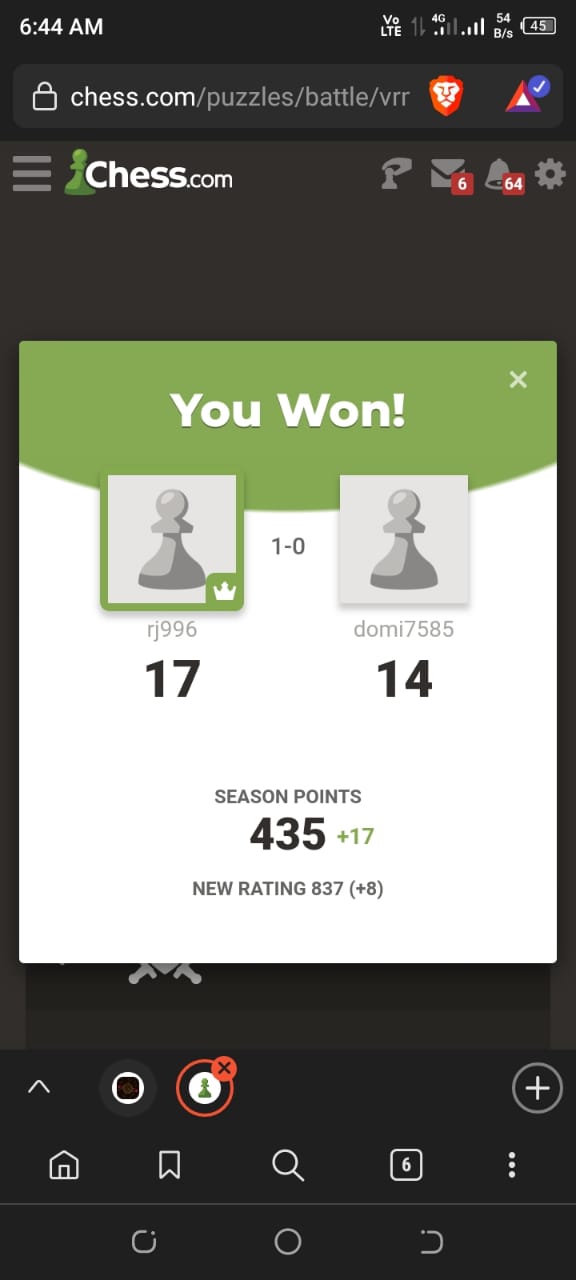 6:44 AM
Vo LTE 4G 54 B/s 45
chess.com/puzzles/battle/vrr
Chess.com
6 64
You Won!
1-0
rj996 domi7585
17 14
SEASON POINTS
435 +17
NEW RATING 837 (+8)
6